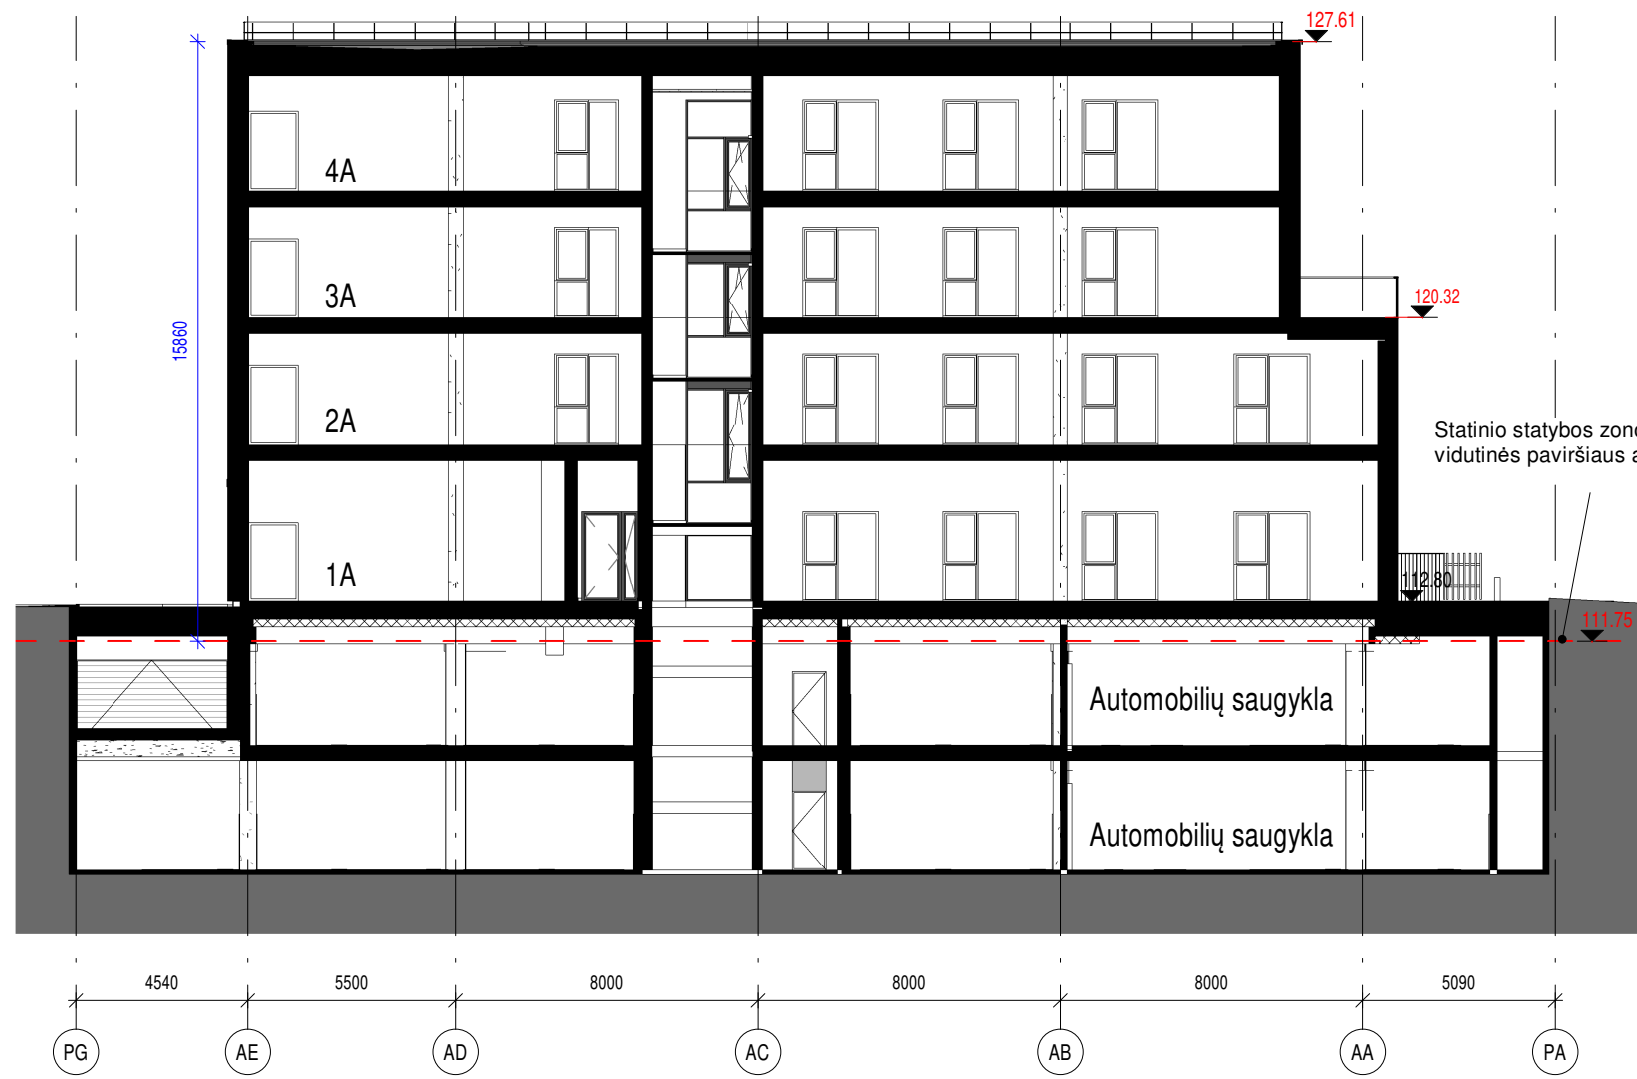 127.61
4A
3A
120.32
15860
2A
Statinio statybos
vidutinės paviršiaus
1A
112.80
111.75
Automobilių saugykla
Automobilių saugykla
4540 5500 8000 8000 8000 5090
PG AE AD AC AB AA PA